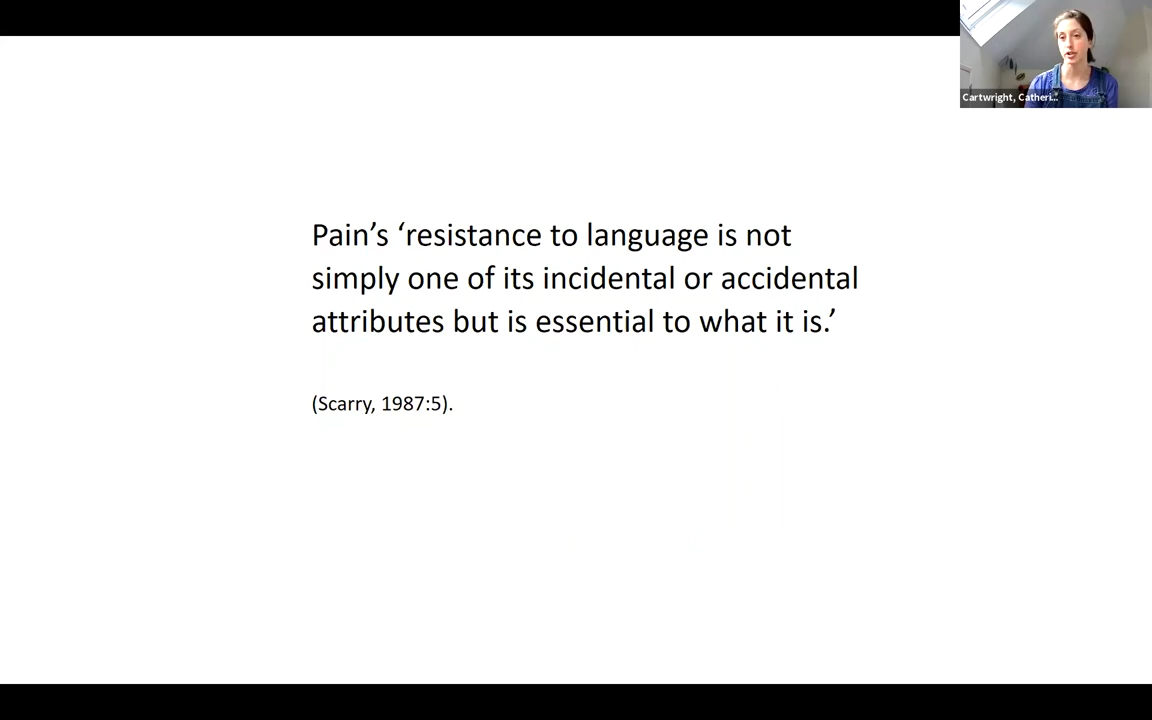 Cartwright, Catheri...
Pain’s ‘resistance to language is not
simply one of its incidental or accidental
attributes but is essential to what it is.’
(Scarry, 1987:5).